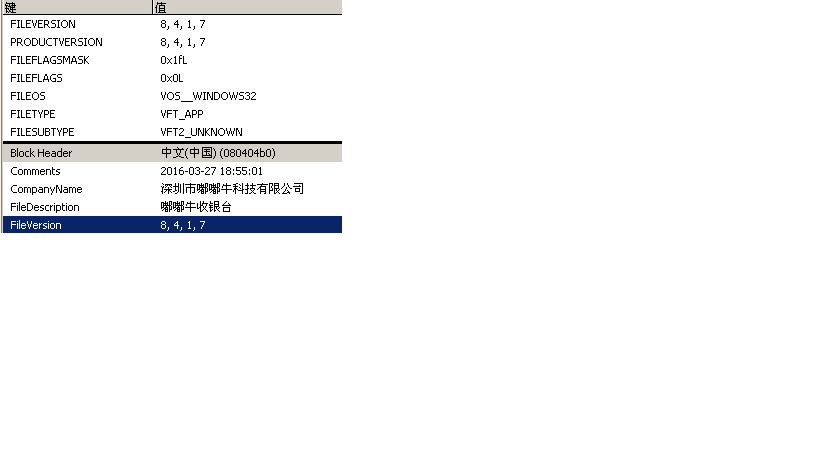 键 值
FILEVERSION 8, 4, 1, 7
PRODUCTVERSION 8, 4, 1, 7
FILEFLAGSMASK 0x1fL
FILEFLAGS 0x0L
FILEOS VOS__WINDOWS32
FILETYPE VFT_APP
FILESUBTYPE VFT2_UNKNOWN
Block Header 中文(中国) (080404b0)
Comments 2016-03-27 18:55:01
CompanyName 深圳市嘟嘟牛科技有限公司
FileDescription 嘟嘟牛收银台
FileVersion 8, 4, 1, 7